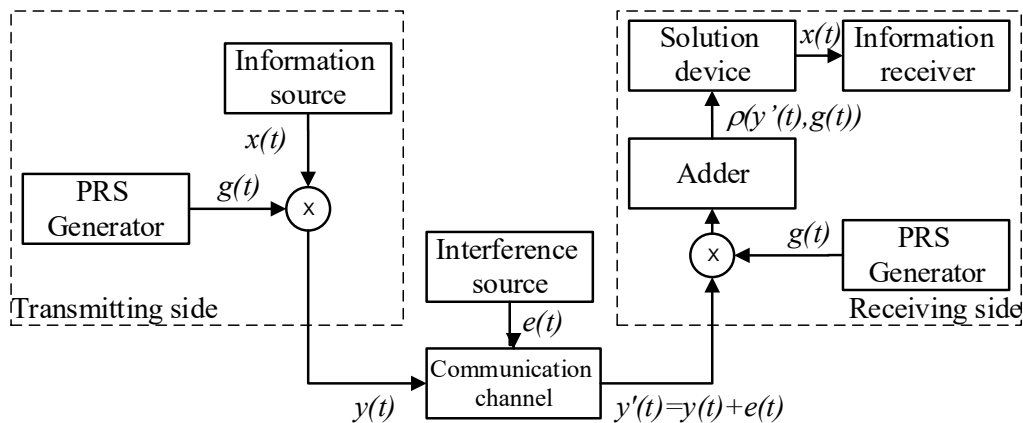 Information
source
x(t)
PRS
Generator
g(t)
x
Transmitting side
y(t)
Interference
source
e(t)
Communication
channel
y'(t)=y(t)+e(t)
Solution
device
x(t)
Information
receiver
ρ(y’(t),g(t))
Adder
x
g(t)
PRS
Generator
Receiving side